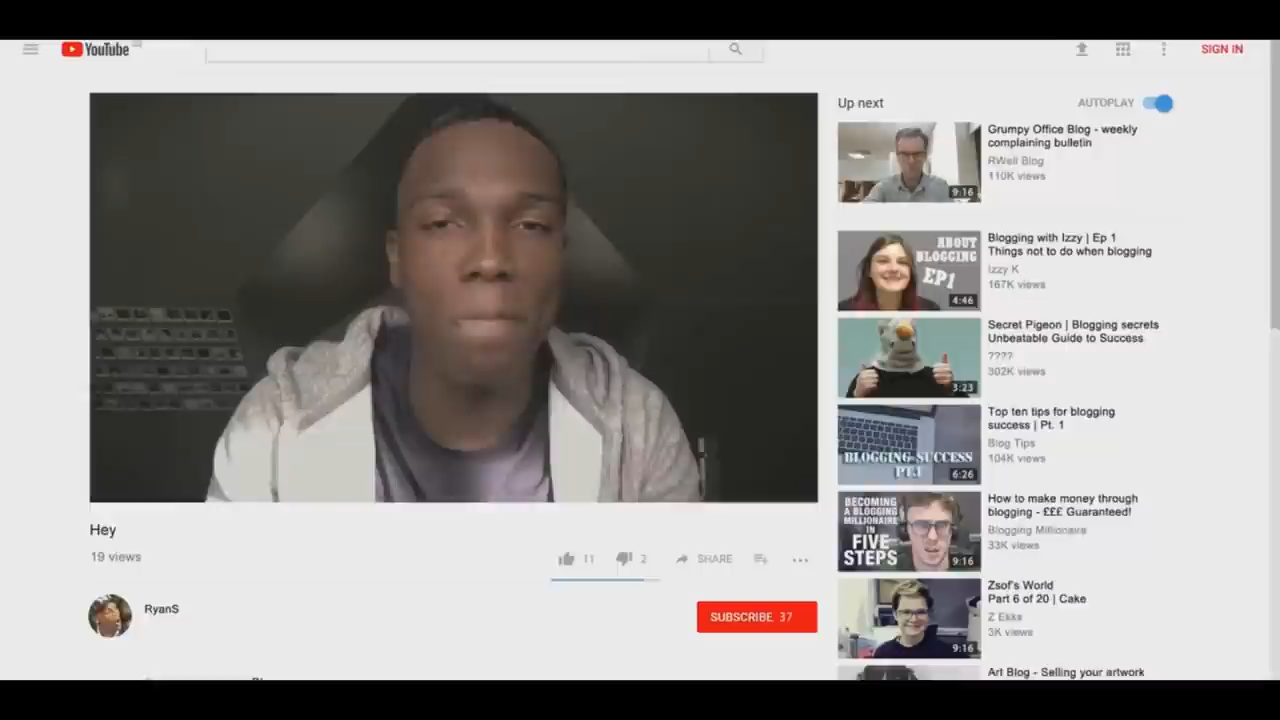 YouTube
SIGN IN
Up next
AUTOPLAY
Grumpy Office Blog - weekly
complaining bulletin
RWell Blog
110K views
9:16
Blogging with Izzy | Ep 1
Things not to do when blogging
Izzy K
167K views
ABOUT
BLOGGING
EP1
4:46
Secret Pigeon | Blogging secrets
Unbeatable Guide to Success
????
302K views
3:23
Top ten tips for blogging
success | Pt. 1
Blog Tips
104K views
BLOGGING SUCCESS
PT.1
6:26
How to make money through
blogging - £££ Guaranteed!
Blogging Millionaire
33K views
BECOMING
A BLOGGING
MILLIONAIRE
IN
FIVE
STEPS
9:16
Zsof's World
Part 6 of 20 | Cake
Z Ekks
3K views
9:16
Art Blog - Selling your artwork
Hey
19 views
11
2
SHARE
RyanS
SUBSCRIBE 37